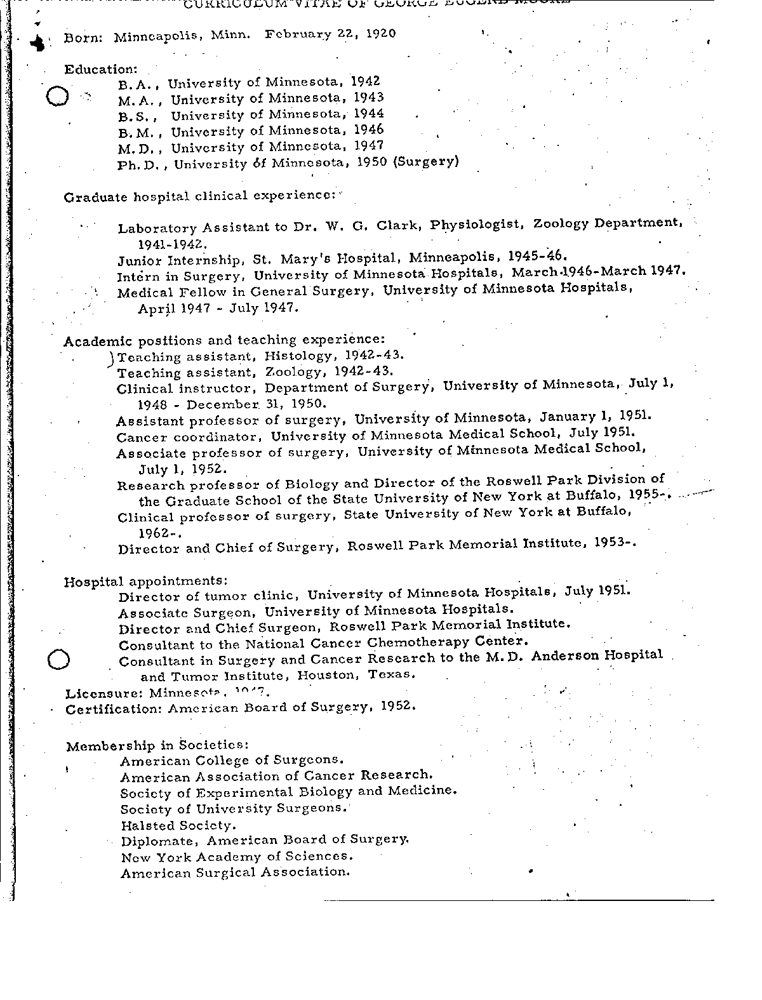 CURRICULUM VITAE OF GEORGE EUGENE MOORE
Born: Minneapolis, Minn. February 22, 1920
Education:
B.A., University of Minnesota, 1942
M.A., University of Minnesota, 1943
B.S., University of Minnesota, 1944
B.M., University of Minnesota, 1946
M.D., University of Minnesota, 1947
Ph.D., University of Minnesota, 1950 (Surgery)
Graduate hospital clinical experience:
Laboratory Assistant to Dr. W. G. Clark, Physiologist, Zoology Department,
1941-1942.
Junior Internship, St. Mary's Hospital, Minneapolis, 1945-46.
Intern in Surgery, University of Minnesota Hospitals, March 1946-March 1947.
Medical Fellow in General Surgery, University of Minnesota Hospitals,
April 1947 - July 1947.
Academic positions and teaching experience:
Teaching assistant, Histology, 1942-43.
Teaching assistant, Zoology, 1942-43.
Clinical instructor, Department of Surgery, University of Minnesota, July 1,
1948 - December 31, 1950.
Assistant professor of surgery, University of Minnesota, January 1, 1951.
Cancer coordinator, University of Minnesota Medical School, July 1951.
Associate professor of surgery, University of Minnesota Medical School,
July 1, 1952.
Research professor of Biology and Director of the Roswell Park Division of
the Graduate School of the State University of New York at Buffalo, 1955-.
Clinical professor of surgery, State University of New York at Buffalo,
1962-.
Director and Chief of Surgery, Roswell Park Memorial Institute, 1953-.
Hospital appointments:
Director of tumor clinic, University of Minnesota Hospitals, July 1951.
Associate Surgeon, University of Minnesota Hospitals.
Director and Chief Surgeon, Roswell Park Memorial Institute.
Consultant to the National Cancer Chemotherapy Center.
Consultant in Surgery and Cancer Research to the M.D. Anderson Hospital
and Tumor Institute, Houston, Texas.
Licensure: Minnesota, 1947.
Certification: American Board of Surgery, 1952.
Membership in Societies:
American College of Surgeons.
American Association of Cancer Research.
Society of Experimental Biology and Medicine.
Society of University Surgeons.
Halsted Society.
Diplomate, American Board of Surgery.
New York Academy of Sciences.
American Surgical Association.